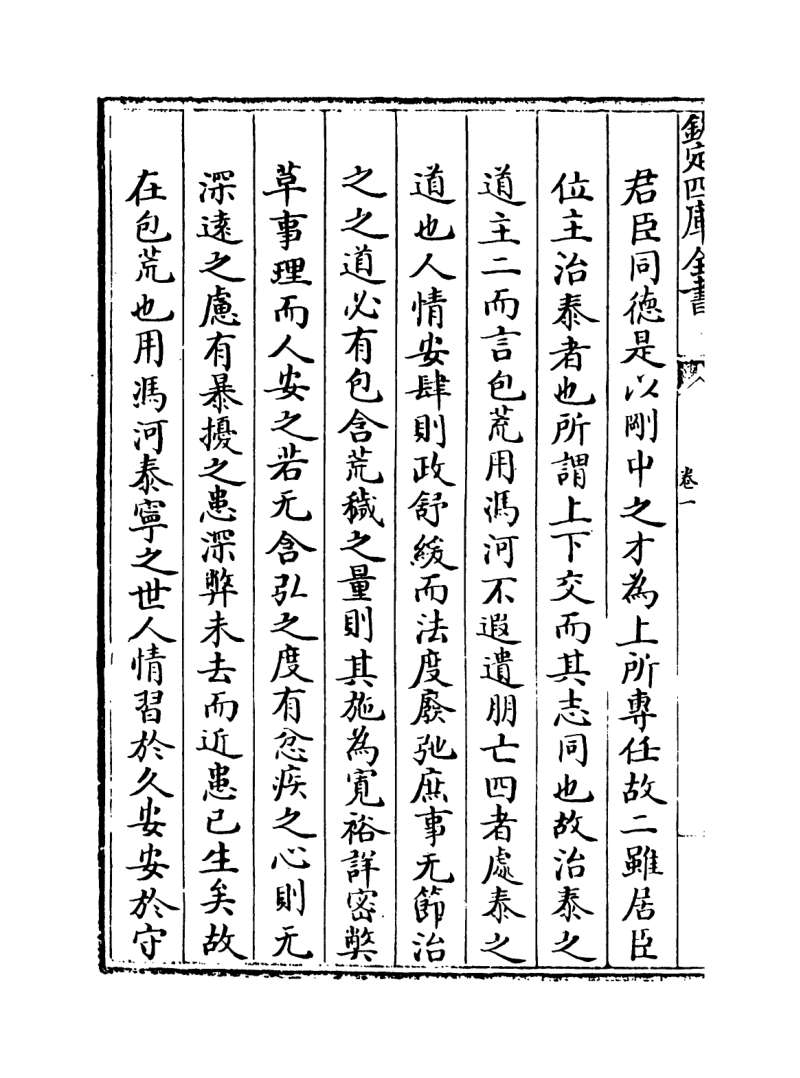 欽定四庫全書
卷一
君臣同德是以剛中之才為上所專任故二雖居臣
位主治泰者也所謂上下交而其志同也故治泰之
道主二而言包荒用馮河不遐遺朋亡四者處泰之
道也人情安肆則政舒緩而法度廢弛庶事无節治
之之道必有包含荒穢之量則其施為寬裕詳密弊
革事理而人安之若无含弘之度有忿疾之心則无
深遠之慮有暴擾之患深弊未去而近患已生矣故
在包荒也用馮河泰寧之世人情習於久安安於守